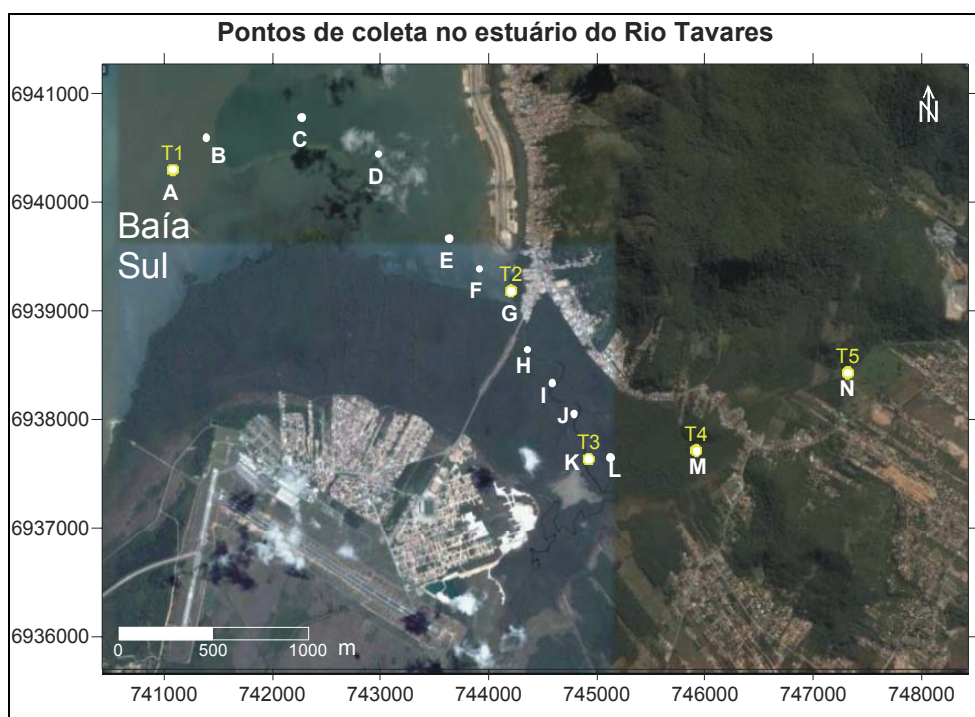 Pontos de coleta no estuário do Rio Tavares
6941000
6940000
6939000
6938000
6937000
6936000
N
T1
A
B
C
D
Baía
Sul
E
F
T2
G
H
I
J
T3
K
L
T4
M
T5
N
0 500 1000 m
741000 742000 743000 744000 745000 746000 747000 748000